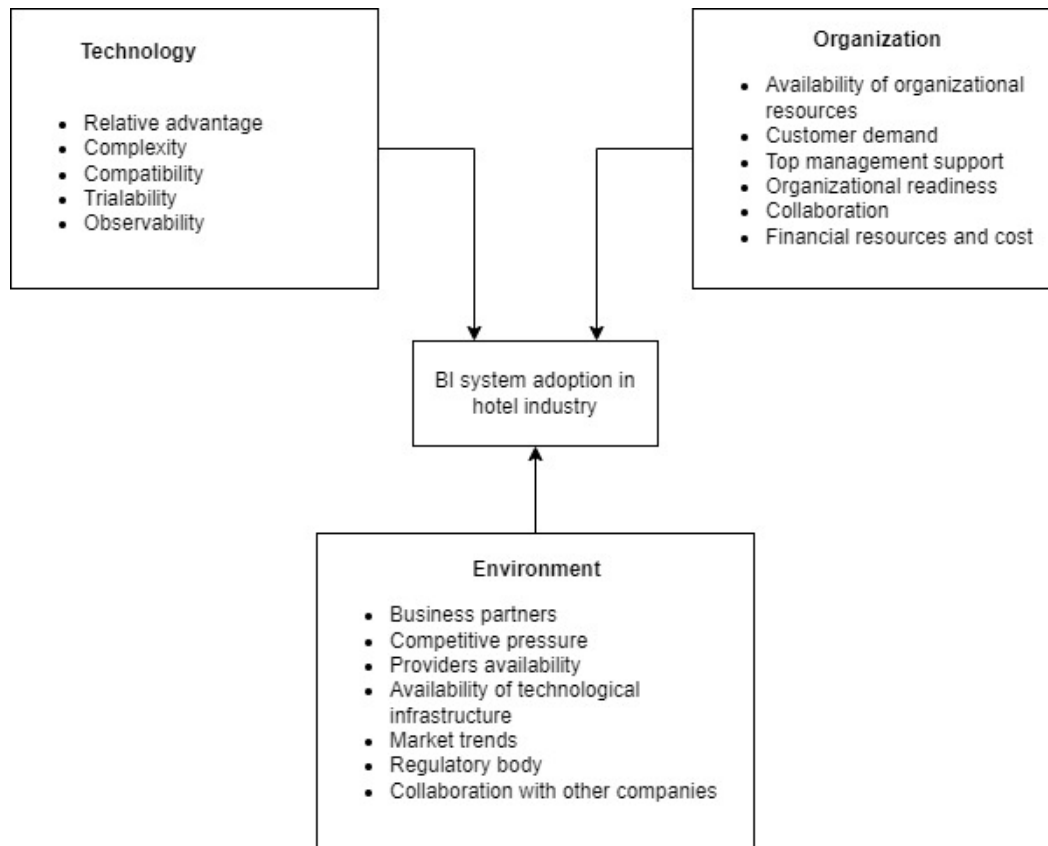 Technology
• Relative advantage
• Complexity
• Compatibility
• Trialability
• Observability
Organization
• Availability of organizational
resources
• Customer demand
• Top management support
• Organizational readiness
• Collaboration
• Financial resources and cost
BI system adoption in
hotel industry
Environment
• Business partners
• Competitive pressure
• Providers availability
• Availability of technological
infrastructure
• Market trends
• Regulatory body
• Collaboration with other companies